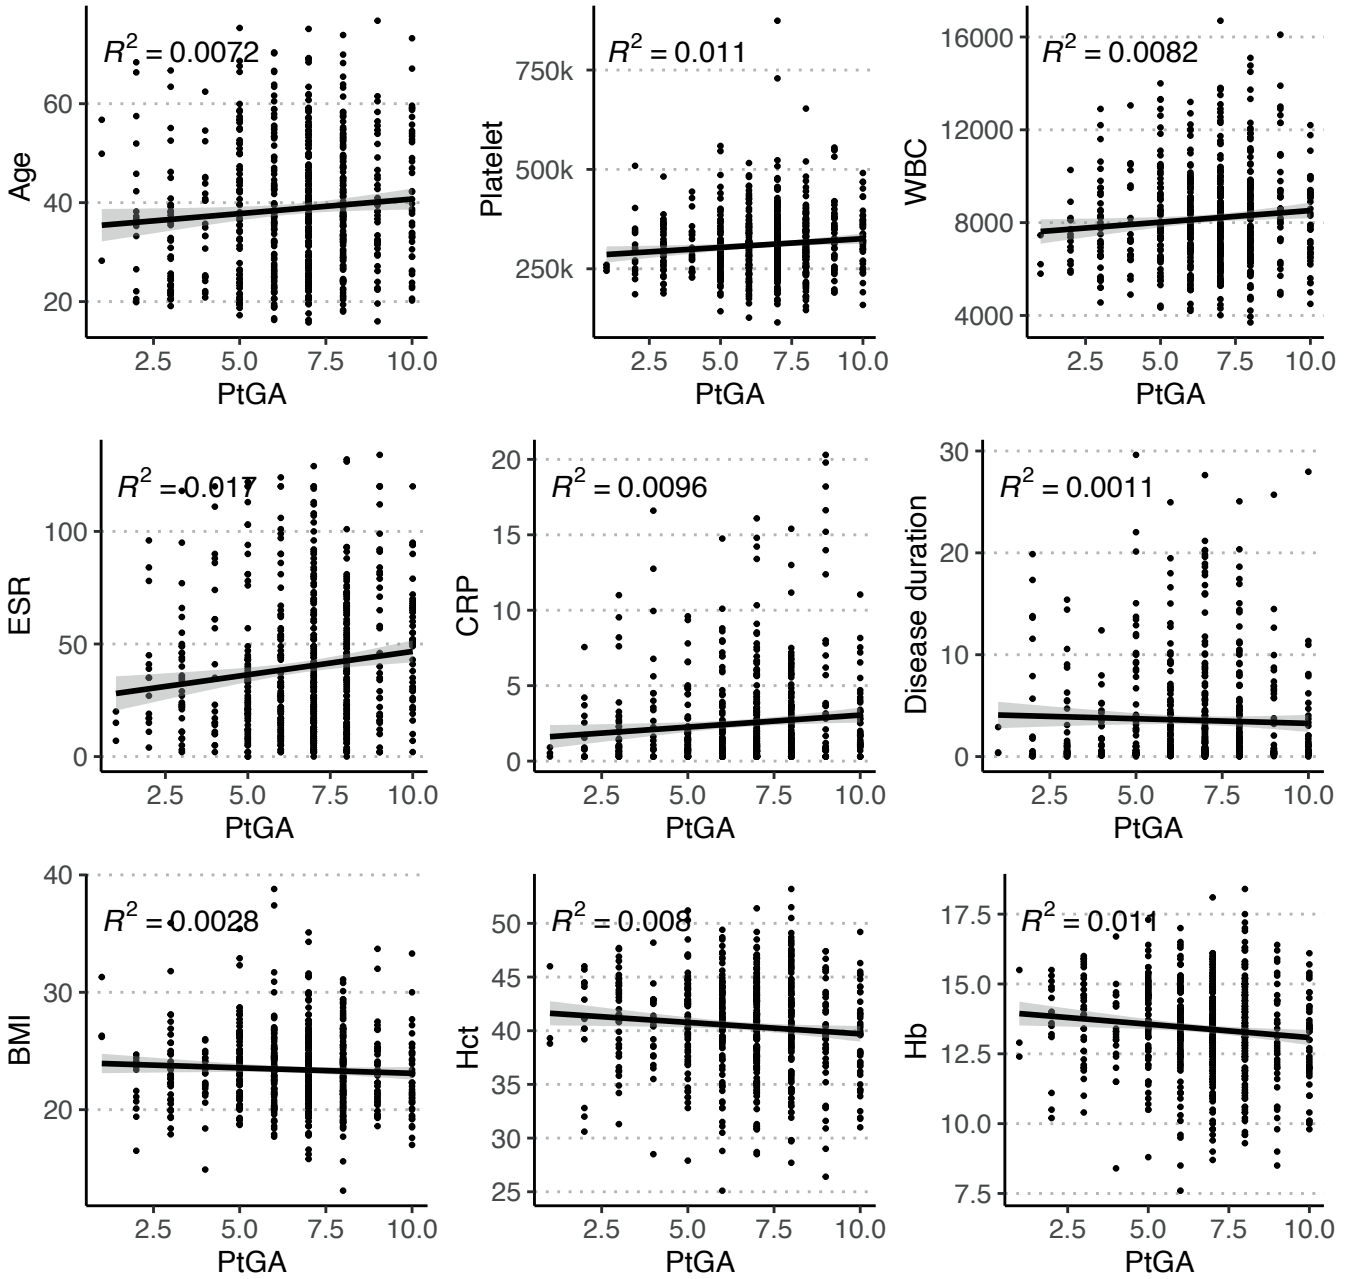 R² = 0.0072
60
40
20
Age
2.5 5.0 7.5 10.0
PtGA
R² = 0.011
750k
500k
250k
Platelet
2.5 5.0 7.5 10.0
PtGA
R² = 0.0082
16000
12000
8000
4000
WBC
2.5 5.0 7.5 10.0
PtGA
R² = 0.017
100
50
0
ESR
2.5 5.0 7.5 10.0
PtGA
R² = 0.0096
20
15
10
5
0
CRP
2.5 5.0 7.5 10.0
PtGA
R² = 0.0011
30
20
10
0
Disease duration
2.5 5.0 7.5 10.0
PtGA
R² = 0.0028
40
30
20
BMI
2.5 5.0 7.5 10.0
PtGA
R² = 0.008
50
45
40
35
30
25
Hct
2.5 5.0 7.5 10.0
PtGA
R² = 0.011
17.5
15.0
12.5
10.0
7.5
Hb
2.5 5.0 7.5 10.0
PtGA